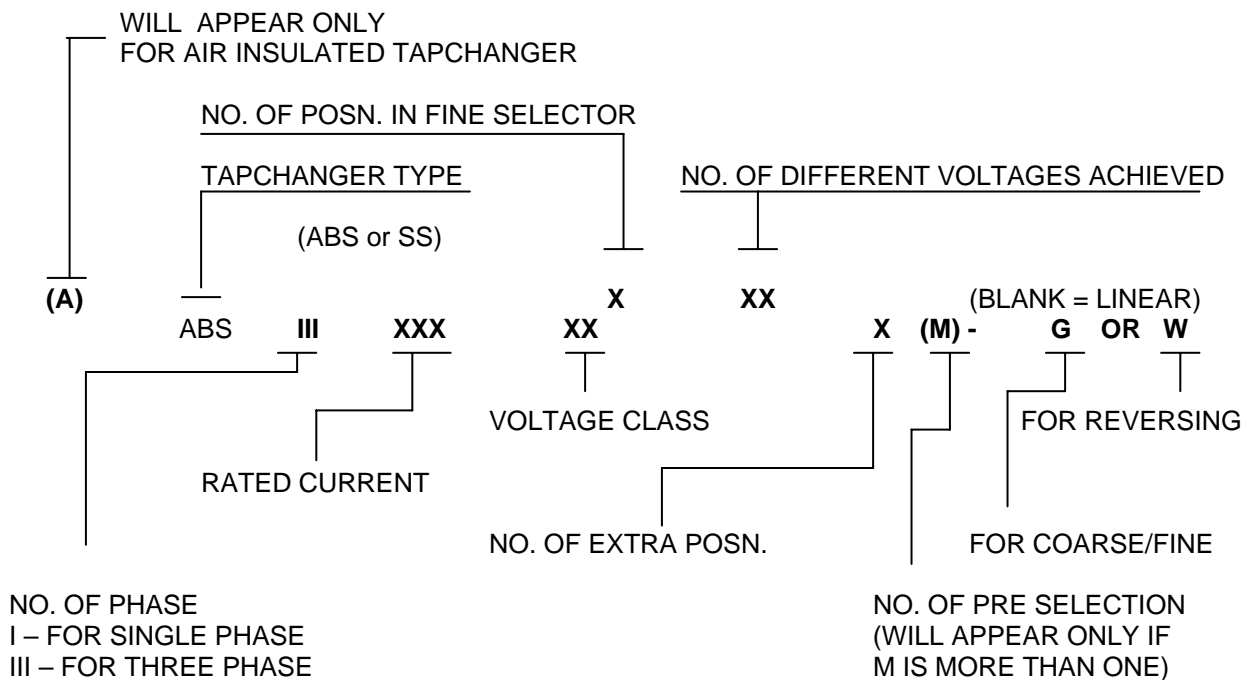 WILL APPEAR ONLY
FOR AIR INSULATED TAPCHANGER
NO. OF POSN. IN FINE SELECTOR
TAPCHANGER TYPE
NO. OF DIFFERENT VOLTAGES ACHIEVED
(ABS or SS)
(A) X XX (BLANK = LINEAR)
ABS III XXX XX X (M) - G OR W
VOLTAGE CLASS FOR REVERSING
RATED CURRENT
NO. OF EXTRA POSN. FOR COARSE/FINE
NO. OF PHASE
I – FOR SINGLE PHASE
III – FOR THREE PHASE
NO. OF PRE SELECTION
(WILL APPEAR ONLY IF
M IS MORE THAN ONE)